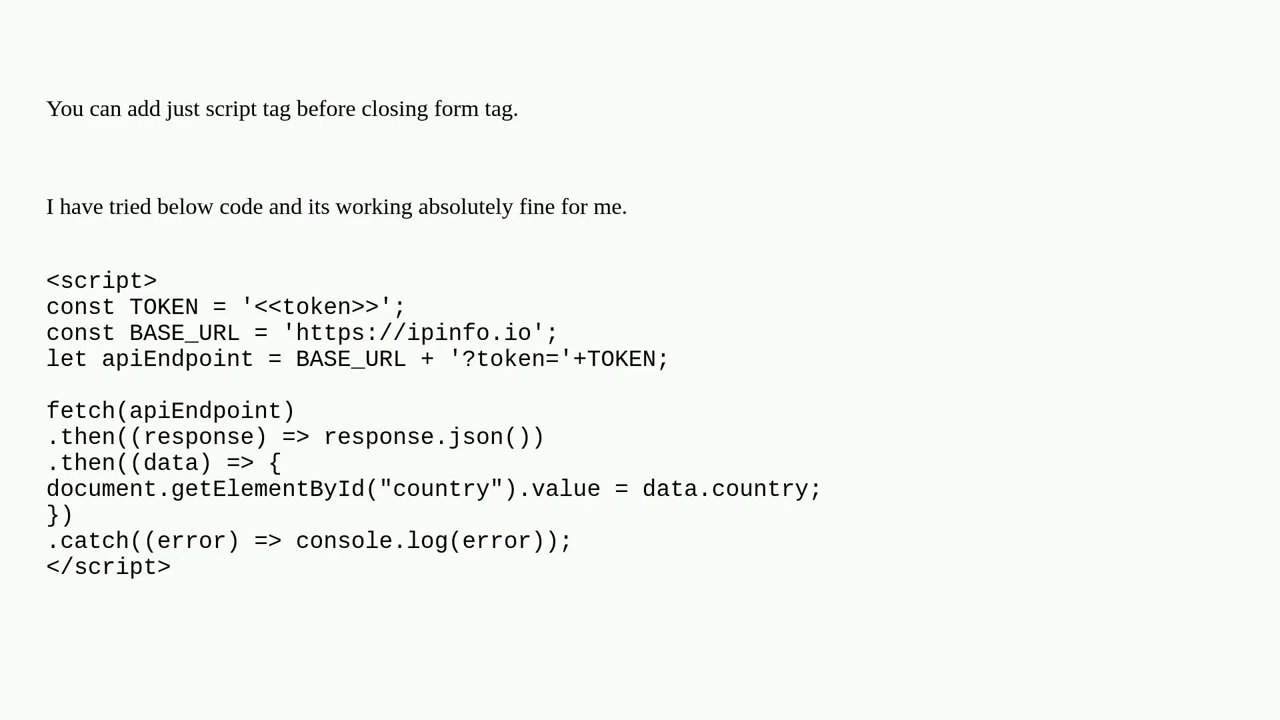 You can add just script tag before closing form tag.
I have tried below code and its working absolutely fine for me.
<script>
const TOKEN = '<<token>>';
const BASE_URL = 'https://ipinfo.io';
let apiEndpoint = BASE_URL + '?token='+TOKEN;
fetch(apiEndpoint)
.then((response) => response.json())
.then((data) => {
document.getElementById("country").value = data.country;
})
.catch((error) => console.log(error));
</script>